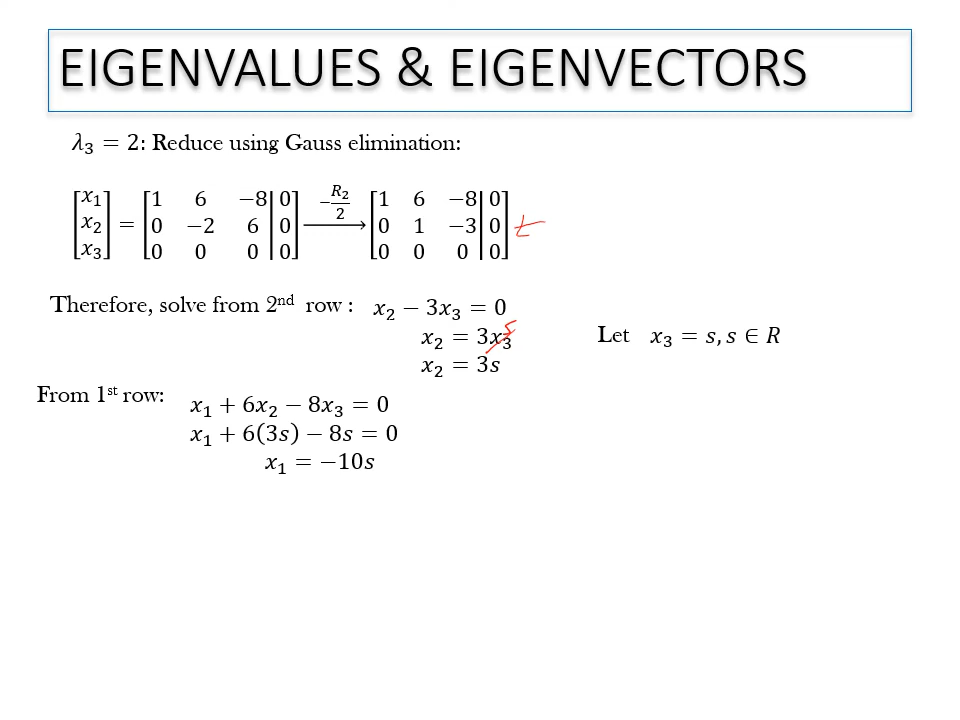 EIGENVALUES & EIGENVECTORS
λ₃ = 2: Reduce using Gauss elimination:
[x₁ x₂ x₃] = [1 6 −8 | 0; 0 −2 6 | 0; 0 0 0 | 0] −R₂/2 → [1 6 −8 | 0; 0 1 −3 | 0; 0 0 0 | 0]
Therefore, solve from 2nd row : x₂ − 3x₃ = 0
x₂ = 3x₃ s
Let x₃ = s, s ∈ R
x₂ = 3s
From 1st row:
x₁ + 6x₂ − 8x₃ = 0
x₁ + 6(3s) − 8s = 0
x₁ = −10s